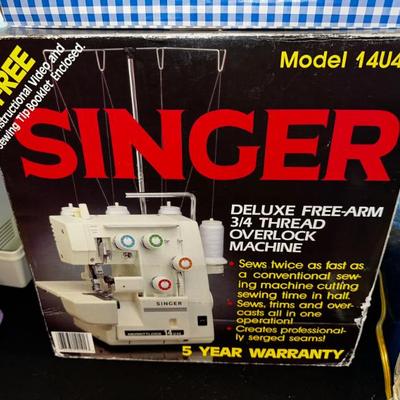 FREE
Instructional Video and
Sewing Tip Booklet Enclosed.
Model 14U4
SINGER
DELUXE FREE-ARM
3/4 THREAD
OVERLOCK
MACHINE
• Sews twice as fast as
a conventional sew-
ing machine cutting
sewing time in half.
• Sews, trims and over-
casts all in one
operation!
• Creates professional-
ly serged seams!
5 YEAR WARRANTY
SINGER
14